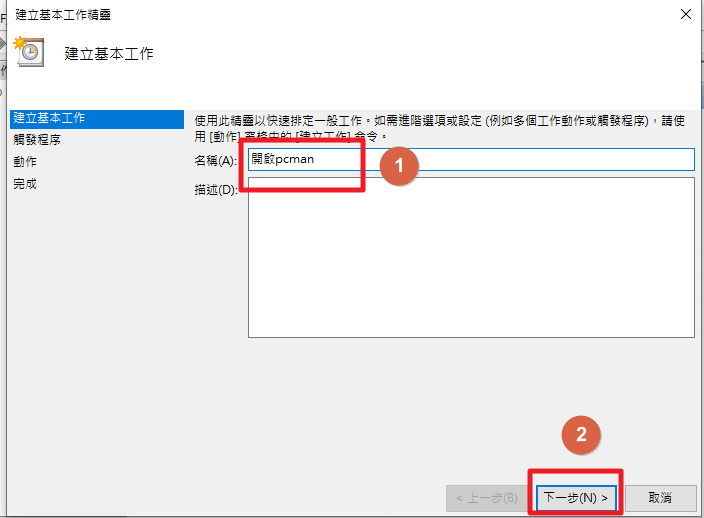 建立基本工作精靈
建立基本工作
建立基本工作
觸發程序
動作
完成
使用此精靈以快速排定一般工作。如需進階選項或設定 (例如多個工作動作或觸發程序)，請使
用 [動作] 窗格中的 [建立工作] 命令。
名稱(A):
開啟pcman
1
描述(D):
2
< 上一步(B)
下一步(N) >
取消